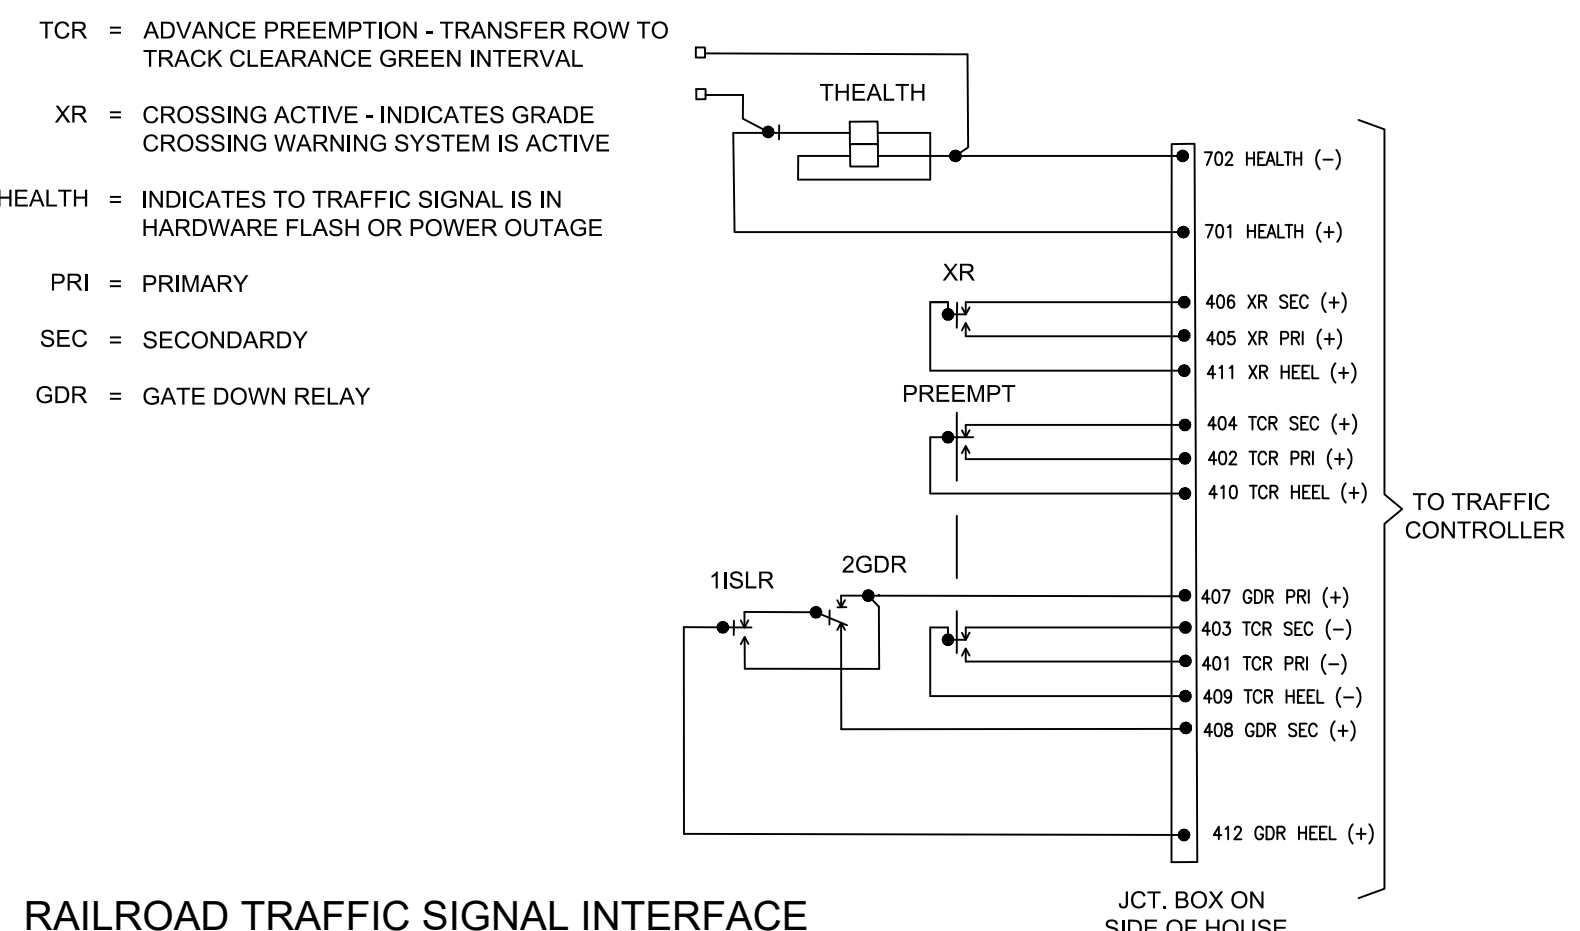 TCR = ADVANCE PREEMPTION - TRANSFER ROW TO
TRACK CLEARANCE GREEN INTERVAL
XR = CROSSING ACTIVE - INDICATES GRADE
CROSSING WARNING SYSTEM IS ACTIVE
HEALTH = INDICATES TO TRAFFIC SIGNAL IS IN
HARDWARE FLASH OR POWER OUTAGE
PRI = PRIMARY
SEC = SECONDARDY
GDR = GATE DOWN RELAY
THEALTH
702 HEALTH (-)
701 HEALTH (+)
XR
406 XR SEC (+)
405 XR PRI (+)
411 XR HEEL (+)
PREEMPT
404 TCR SEC (+)
402 TCR PRI (+)
410 TCR HEEL (+)
TO TRAFFIC
CONTROLLER
1ISLR
2GDR
407 GDR PRI (+)
403 TCR SEC (-)
401 TCR PRI (-)
409 TCR HEEL (-)
408 GDR SEC (+)
412 GDR HEEL (+)
JCT. BOX ON
SIDE OF HOUSE
RAILROAD TRAFFIC SIGNAL INTERFACE